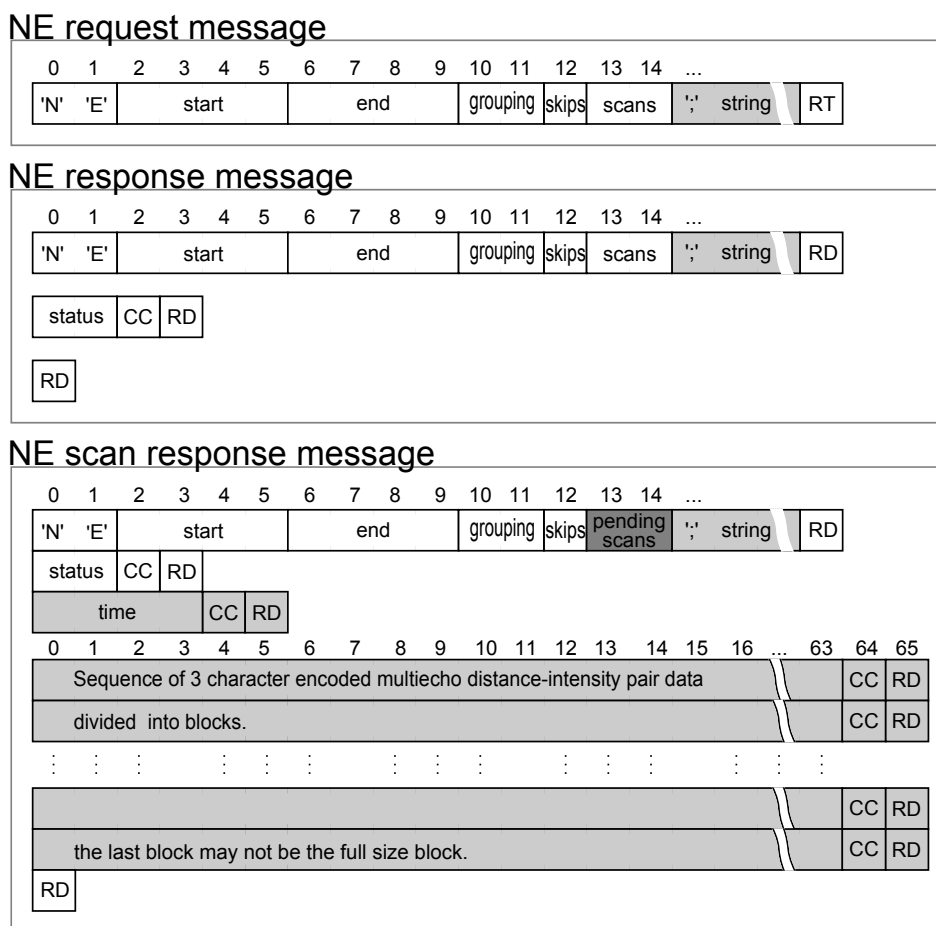 NE request message
0 1 2 3 4 5 6 7 8 9 10 11 12 13 14 ...
'N' 'E' start end grouping skips scans ';' string RT
NE response message
0 1 2 3 4 5 6 7 8 9 10 11 12 13 14 ...
'N' 'E' start end grouping skips scans ';' string RD
status CC RD
RD
NE scan response message
0 1 2 3 4 5 6 7 8 9 10 11 12 13 14 ...
'N' 'E' start end grouping skips pending scans ';' string RD
status CC RD
time CC RD
0 1 2 3 4 5 6 7 8 9 10 11 12 13 14 15 16 ... 63 64 65
Sequence of 3 character encoded multiecho distance-intensity pair data CC RD
divided into blocks. CC RD
CC RD
the last block may not be the full size block. CC RD
RD